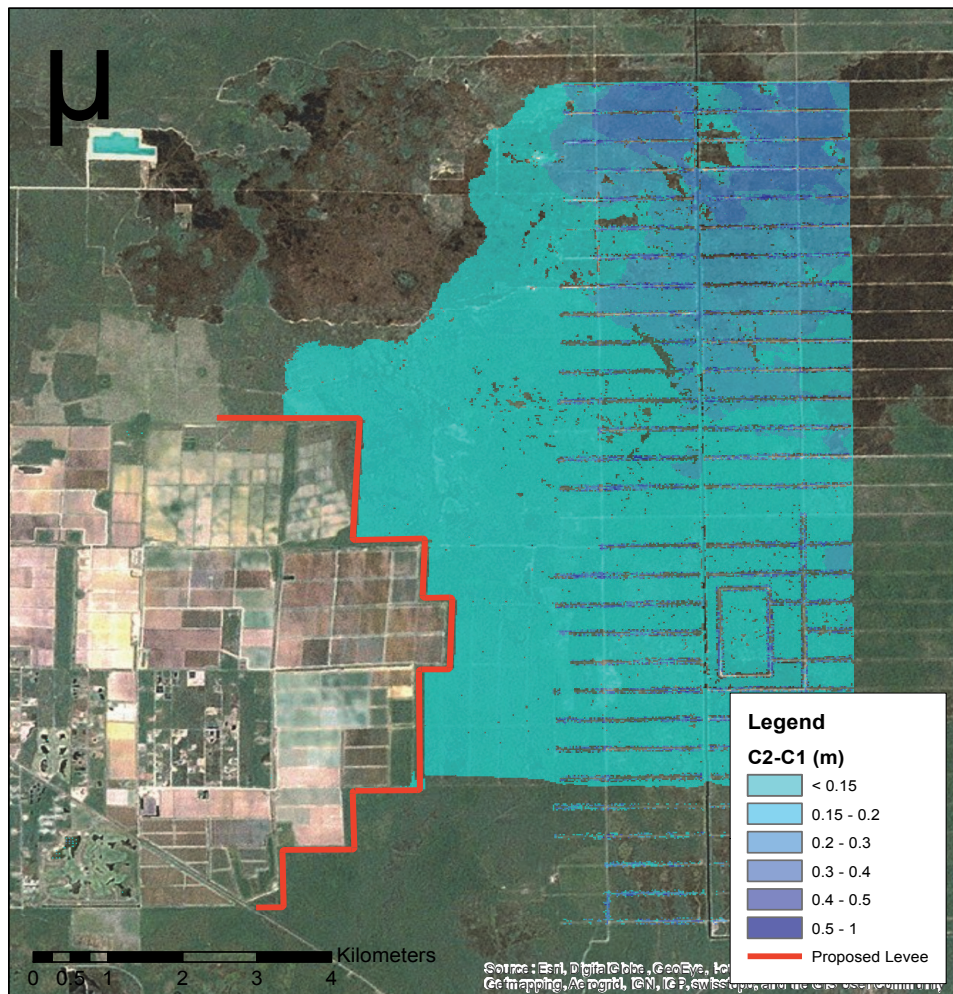 µ
Legend
C2-C1 (m)
< 0.15
0.15 - 0.2
0.2 - 0.3
0.3 - 0.4
0.4 - 0.5
0.5 - 1
Proposed Levee
Kilometers
0 0.5 1 2 3 4
Source: Esri, DigitalGlobe, GeoEye,
Getmapping, Aerogrid, IGN, IGP, swisstopo, and the GIS User Community